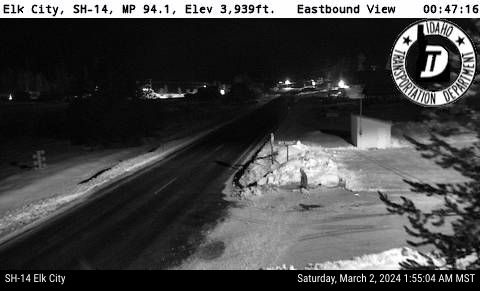 Elk City, SH-14, MP 94.1, Elev 3,939ft. Eastbound View 00:47:16
IDAHO
TRANSPORTATION DEPARTMENT
SH-14 Elk City Saturday, March 2, 2024 1:55:04 AM MST